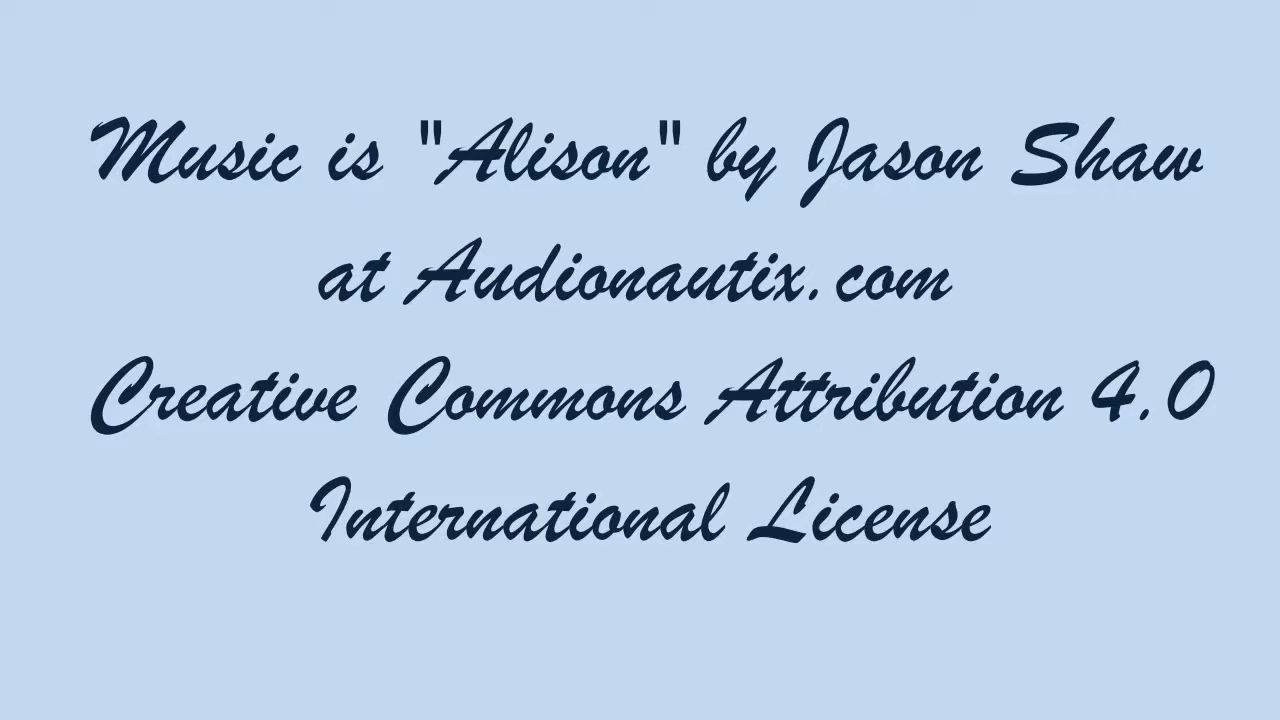 Music is "Alison" by Jason Shaw
at Audionautix.com
Creative Commons Attribution 4.0
International License